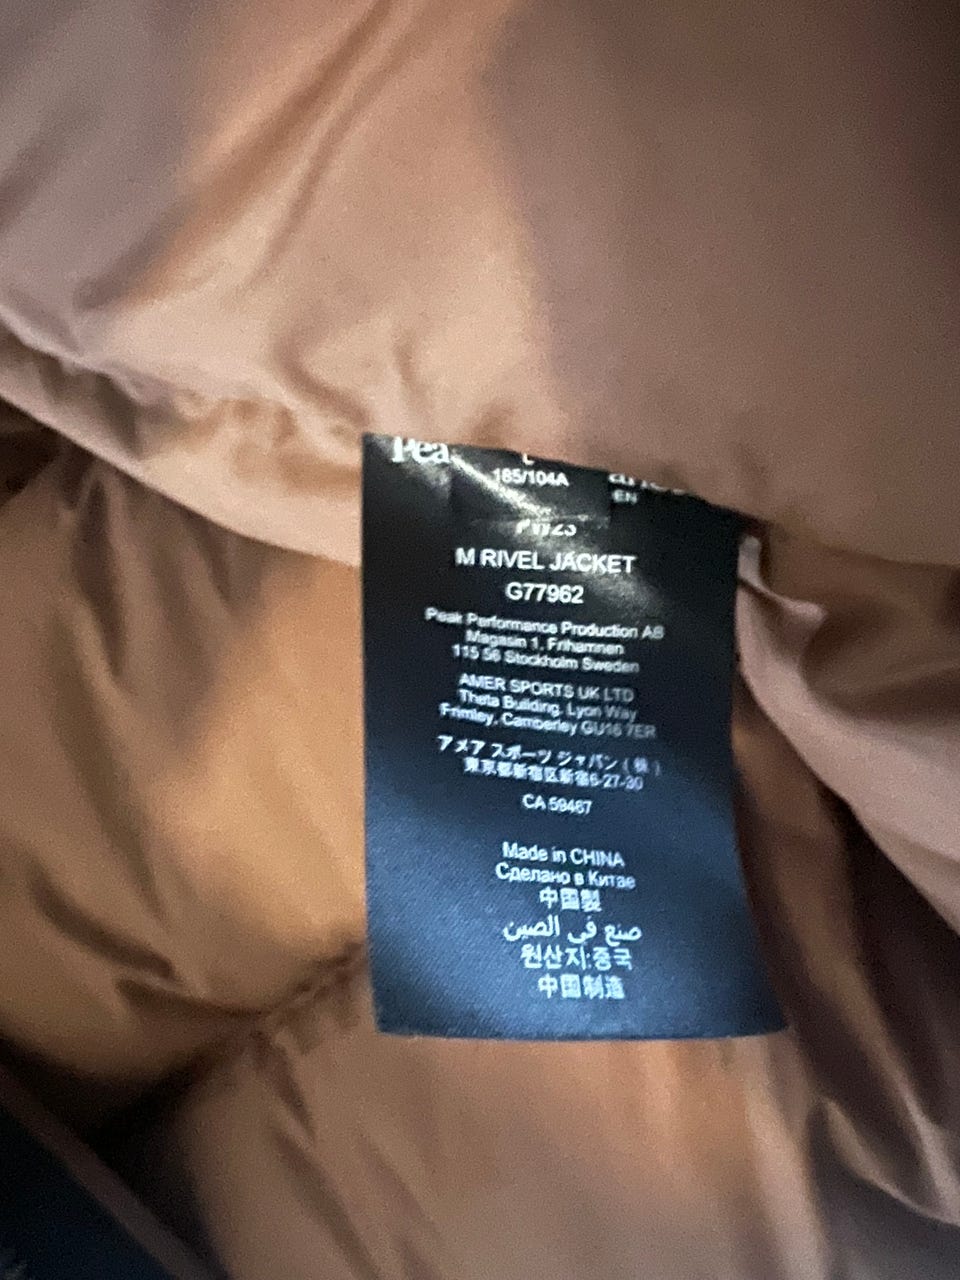 Pea
L
185/104A
EN
FW23
M RIVEL JACKET
G77962
Peak Performance Production AB
Magasin 1, Frihamnen
115 56 Stockholm Sweden
AMER SPORTS UK LTD
Theta Building, Lyon Way
Frimley, Camberley GU16 7ER
アメア スポーツ ジャパン（株）
東京都新宿区新宿6-27-30
CA 59467
Made in CHINA
Сделано в Китае
中国製
صنع في الصين
원산지:중국
中国制造